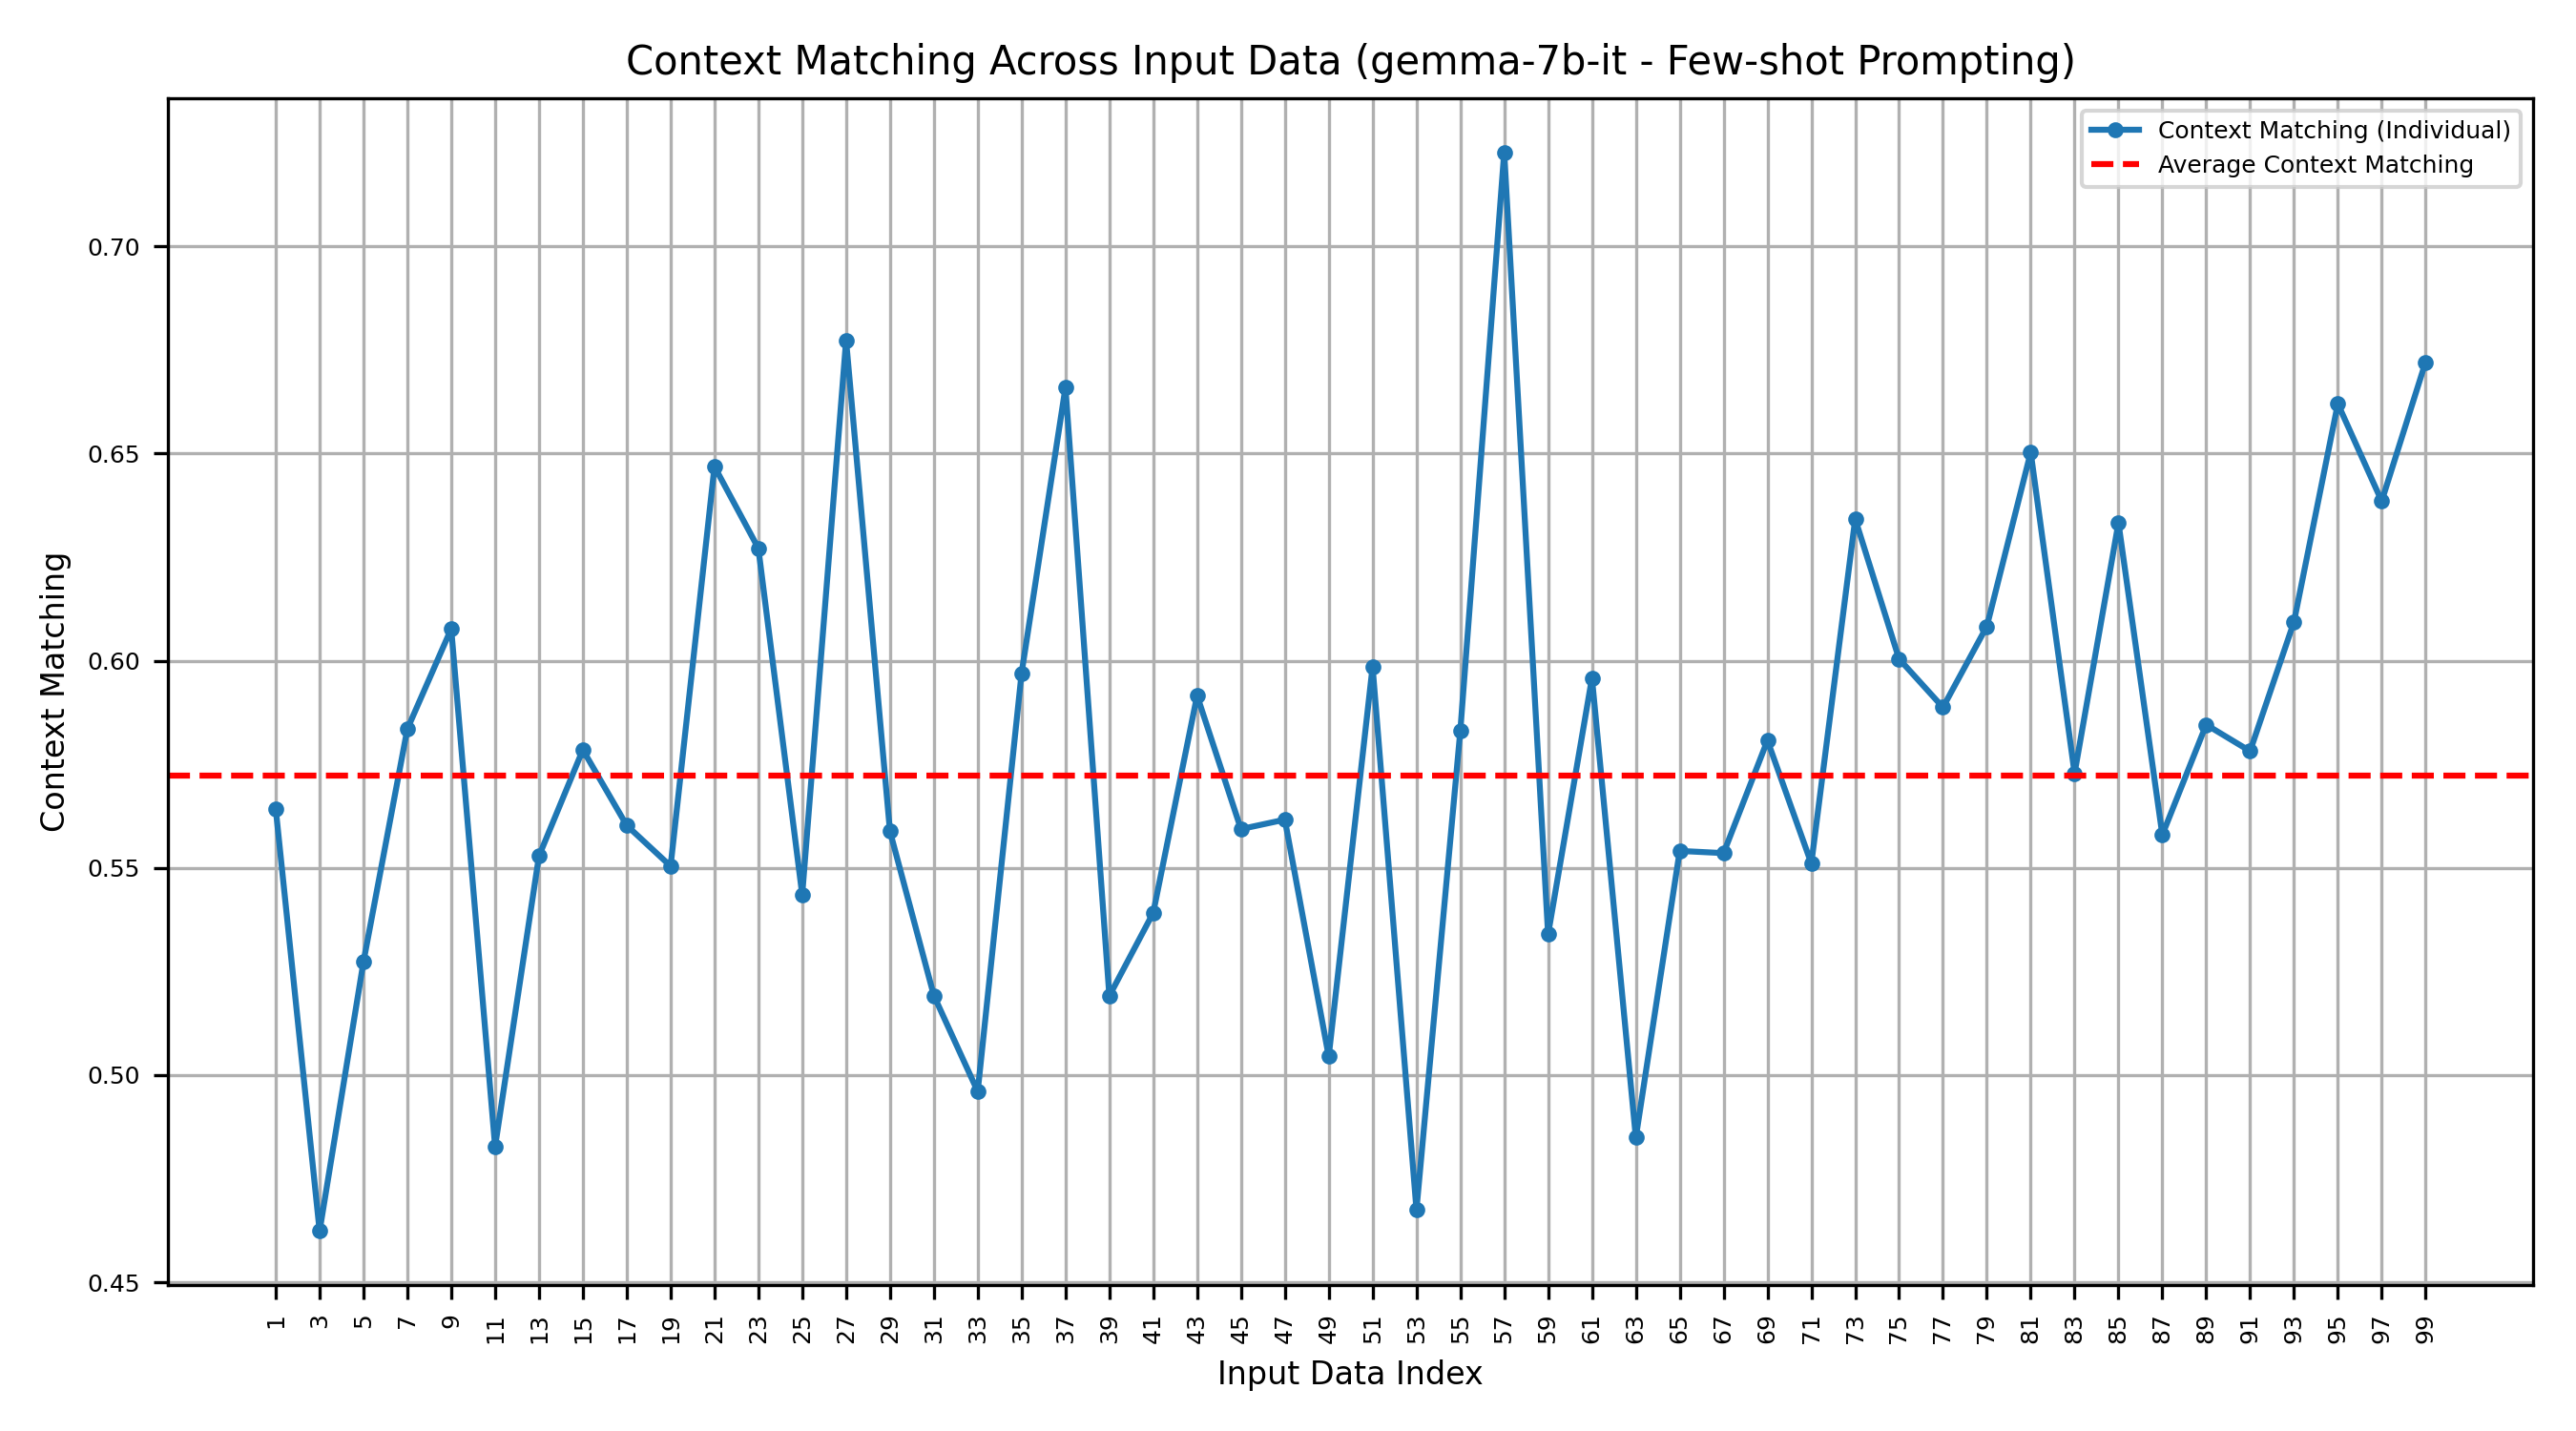 Context Matching Across Input Data (gemma-7b-it - Few-shot Prompting)
Context Matching (Individual)
Average Context Matching
Context Matching
0.70
0.65
0.60
0.55
0.50
0.45
1 3 5 7 9 11 13 15 17 19 21 23 25 27 29 31 33 35 37 39 41 43 45 47 49 51 53 55 57 59 61 63 65 67 69 71 73 75 77 79 81 83 85 87 89 91 93 95 97 99
Input Data Index